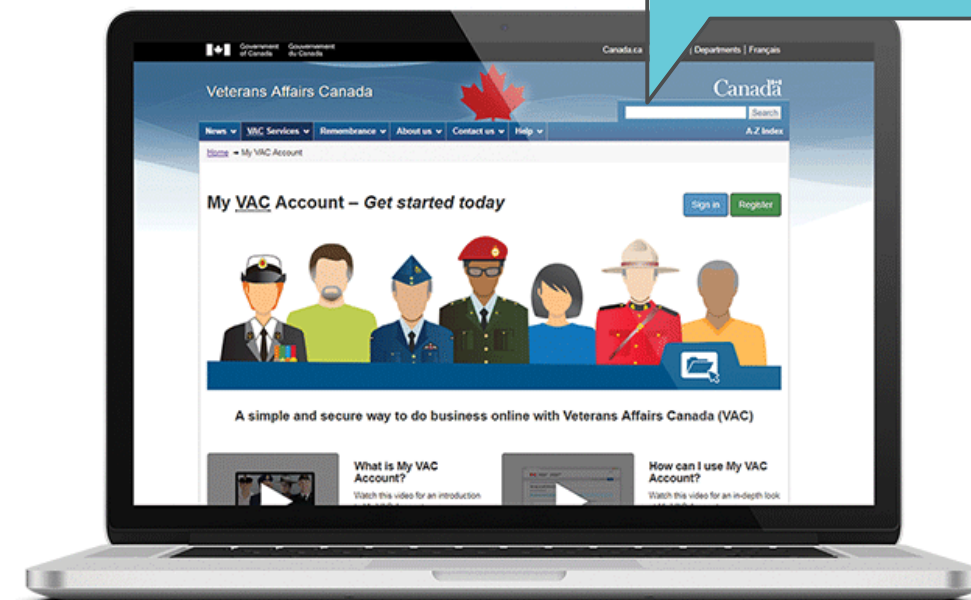 Government of Canada
Gouvernement du Canada
Canada.ca | Departments | Français
Veterans Affairs Canada
Canada
Search
News VAC Services Remembrance About us Contact us Help
A-Z Index
Home → My VAC Account
My VAC Account – Get started today
Sign in Register
A simple and secure way to do business online with Veterans Affairs Canada (VAC)
What is My VAC
Account?
Watch this video for an introduction
How can I use My VAC
Account?
Watch this video for an in-depth look